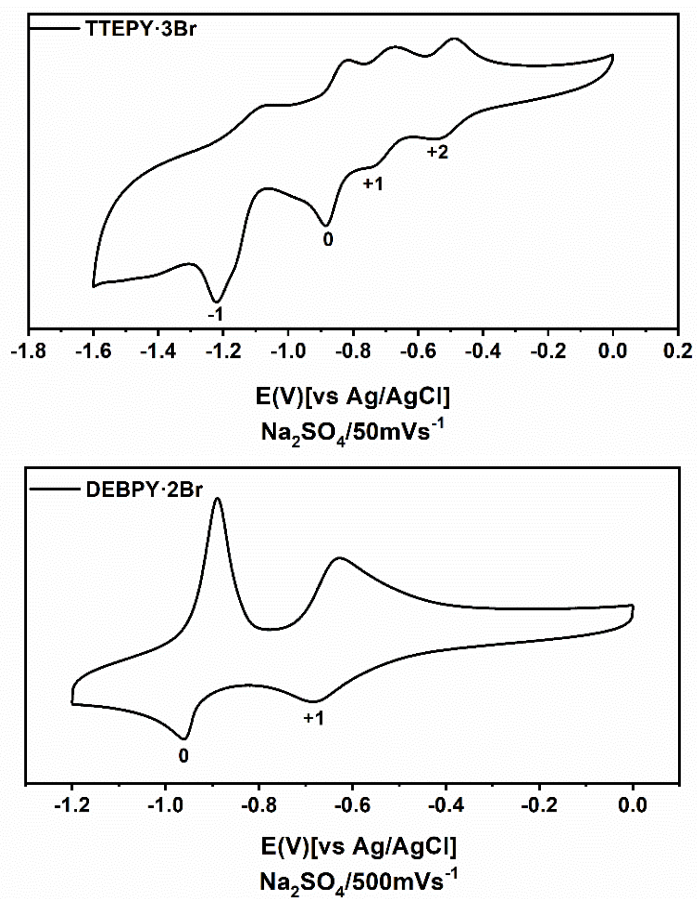 TTEPY·3Br
+2
+1
0
-1
-1.8 -1.6 -1.4 -1.2 -1.0 -0.8 -0.6 -0.4 -0.2 0.0 0.2
E(V)[vs Ag/AgCl]
Na₂SO₄/50mVs⁻¹
DEBPY·2Br
+1
0
-1.2 -1.0 -0.8 -0.6 -0.4 -0.2 0.0
E(V)[vs Ag/AgCl]
Na₂SO₄/500mVs⁻¹